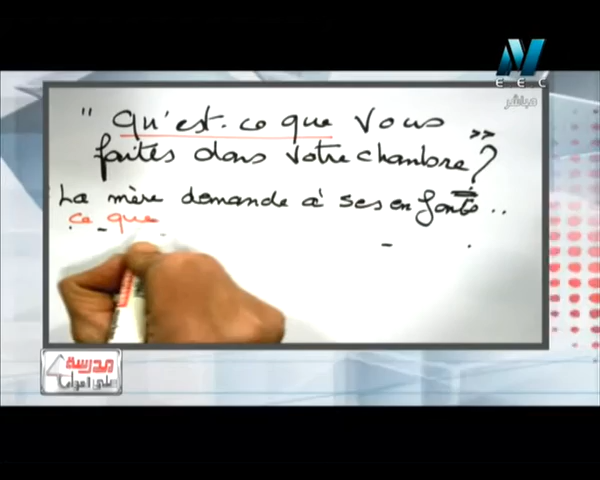 N
E. E. C
مباشر
" Qu'est-ce que vous
faites dans votre chambre ? »
La mère demande à ses enfants..
ce que
مدرسة
على الهواء